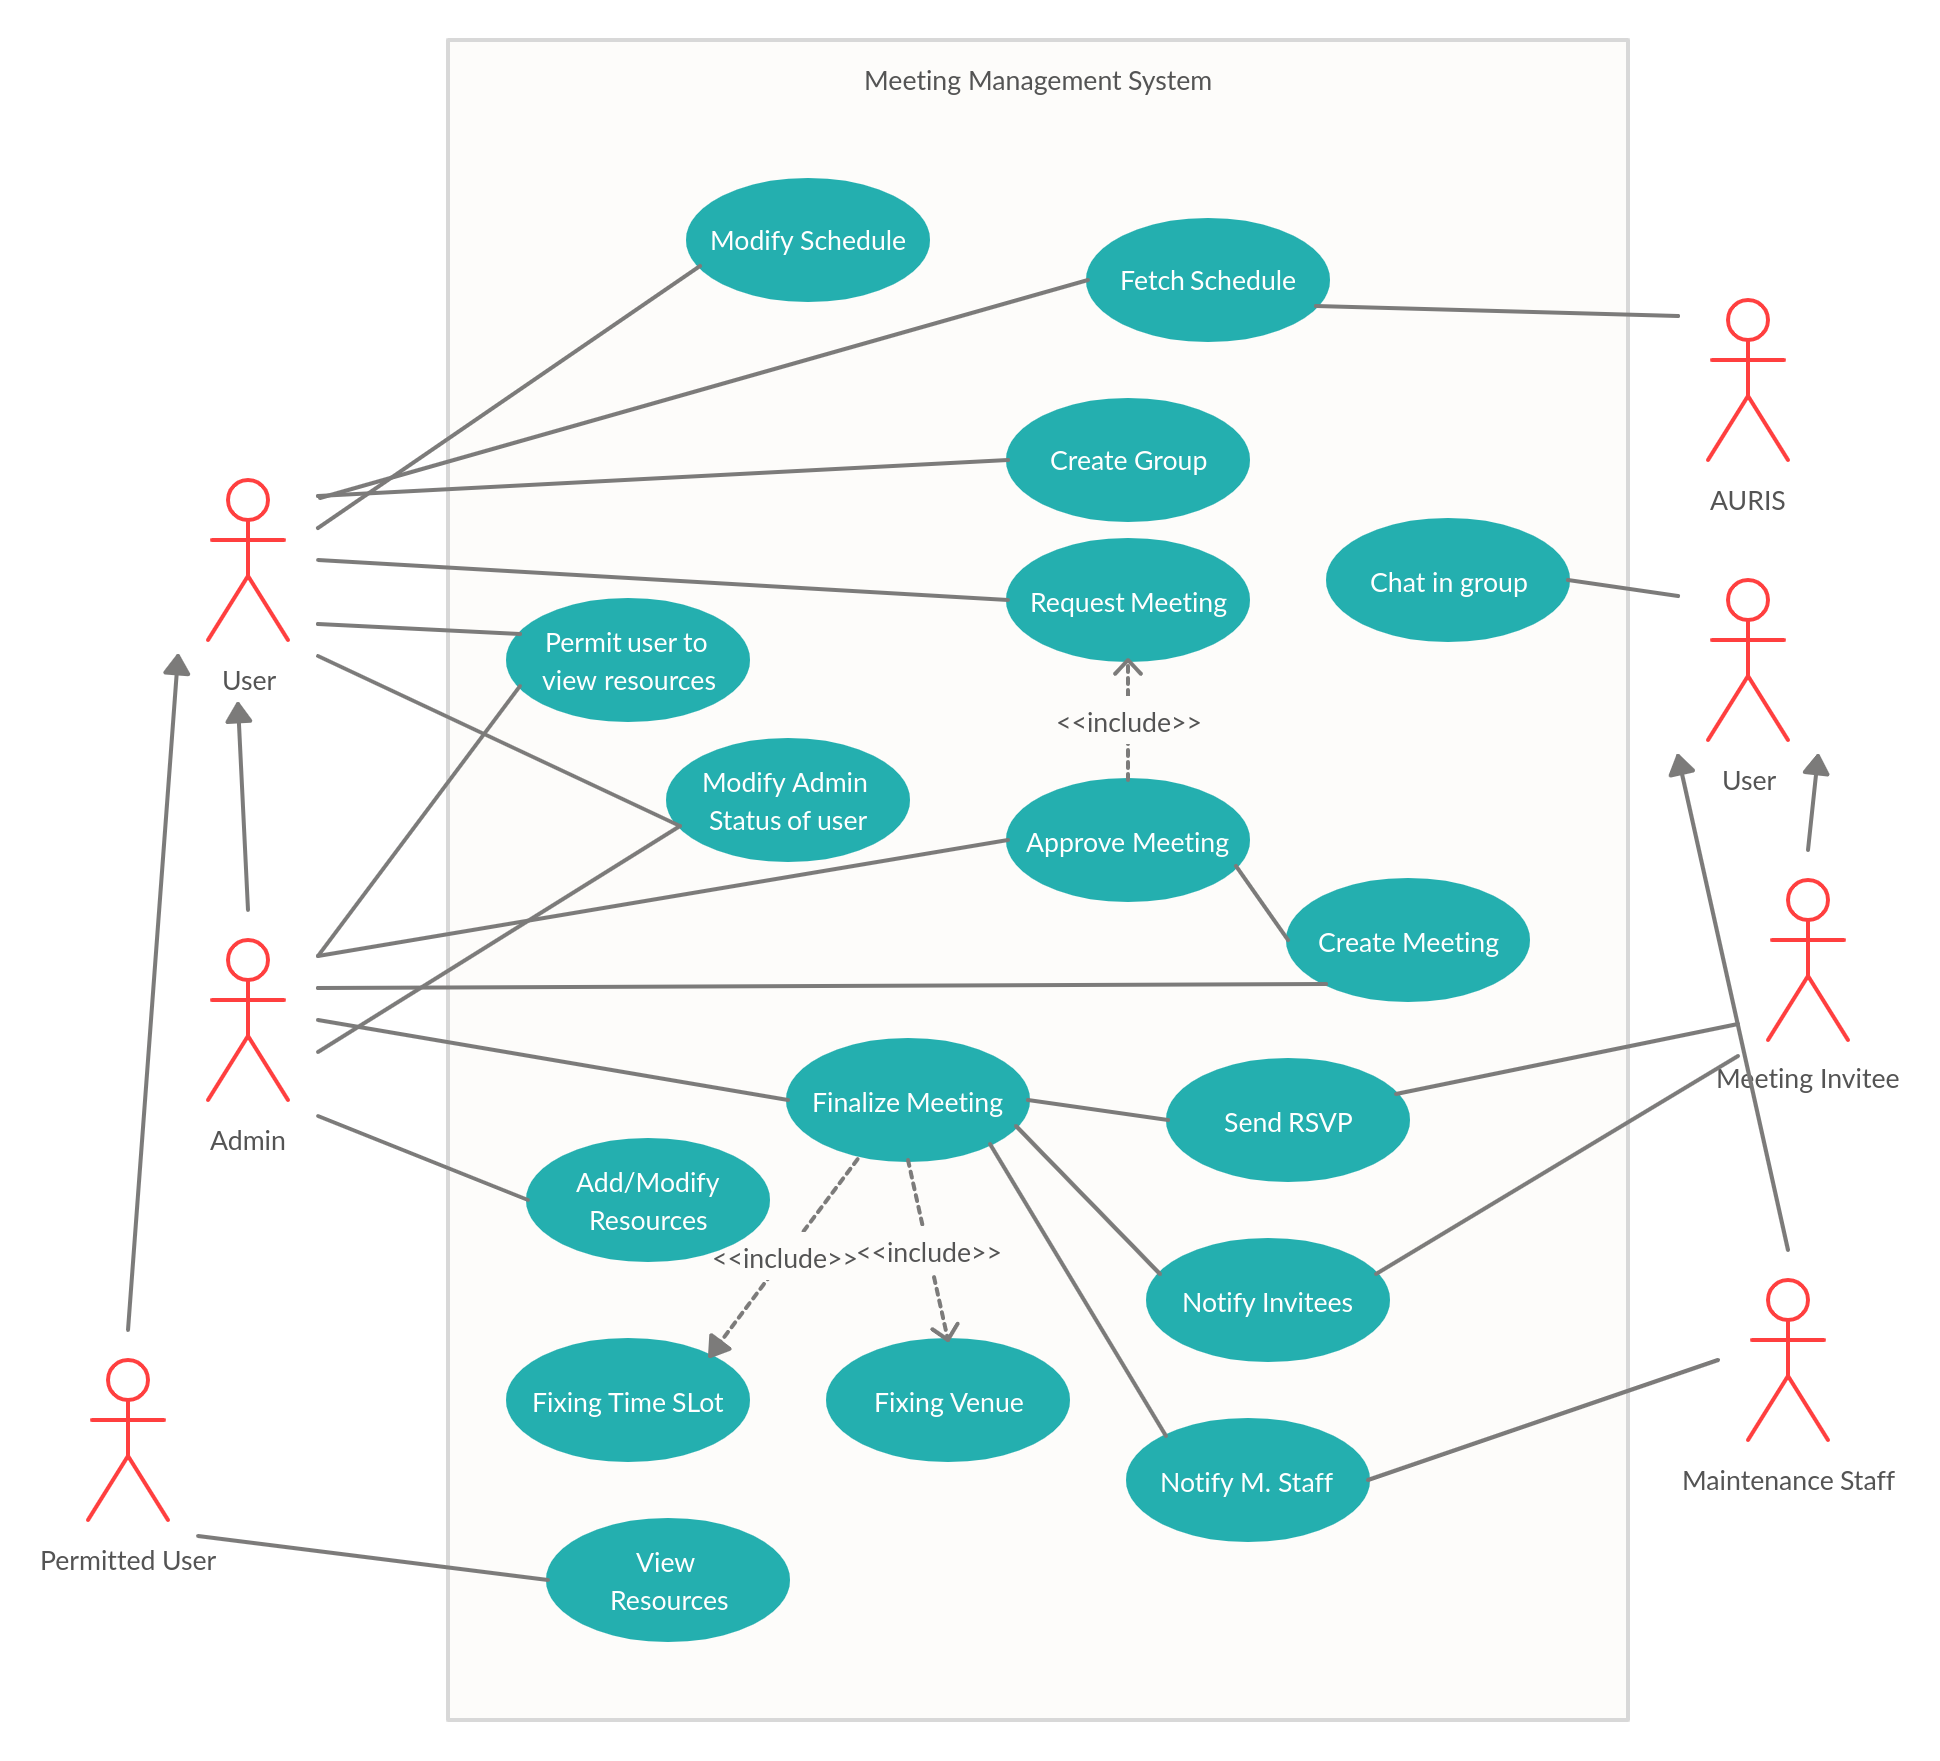 Meeting Management System
Modify Schedule
Fetch Schedule
Create Group
AURIS
Chat in group
Request Meeting
Permit user to
view resources
User
<<include>>
Modify Admin
Status of user
User
Approve Meeting
Create Meeting
Meeting Invitee
Finalize Meeting
Send RSVP
Admin
Add/Modify
Resources
<<include>>
<<include>>
Notify Invitees
Fixing Time SLot
Fixing Venue
Notify M. Staff
Maintenance Staff
Permitted User
View
Resources